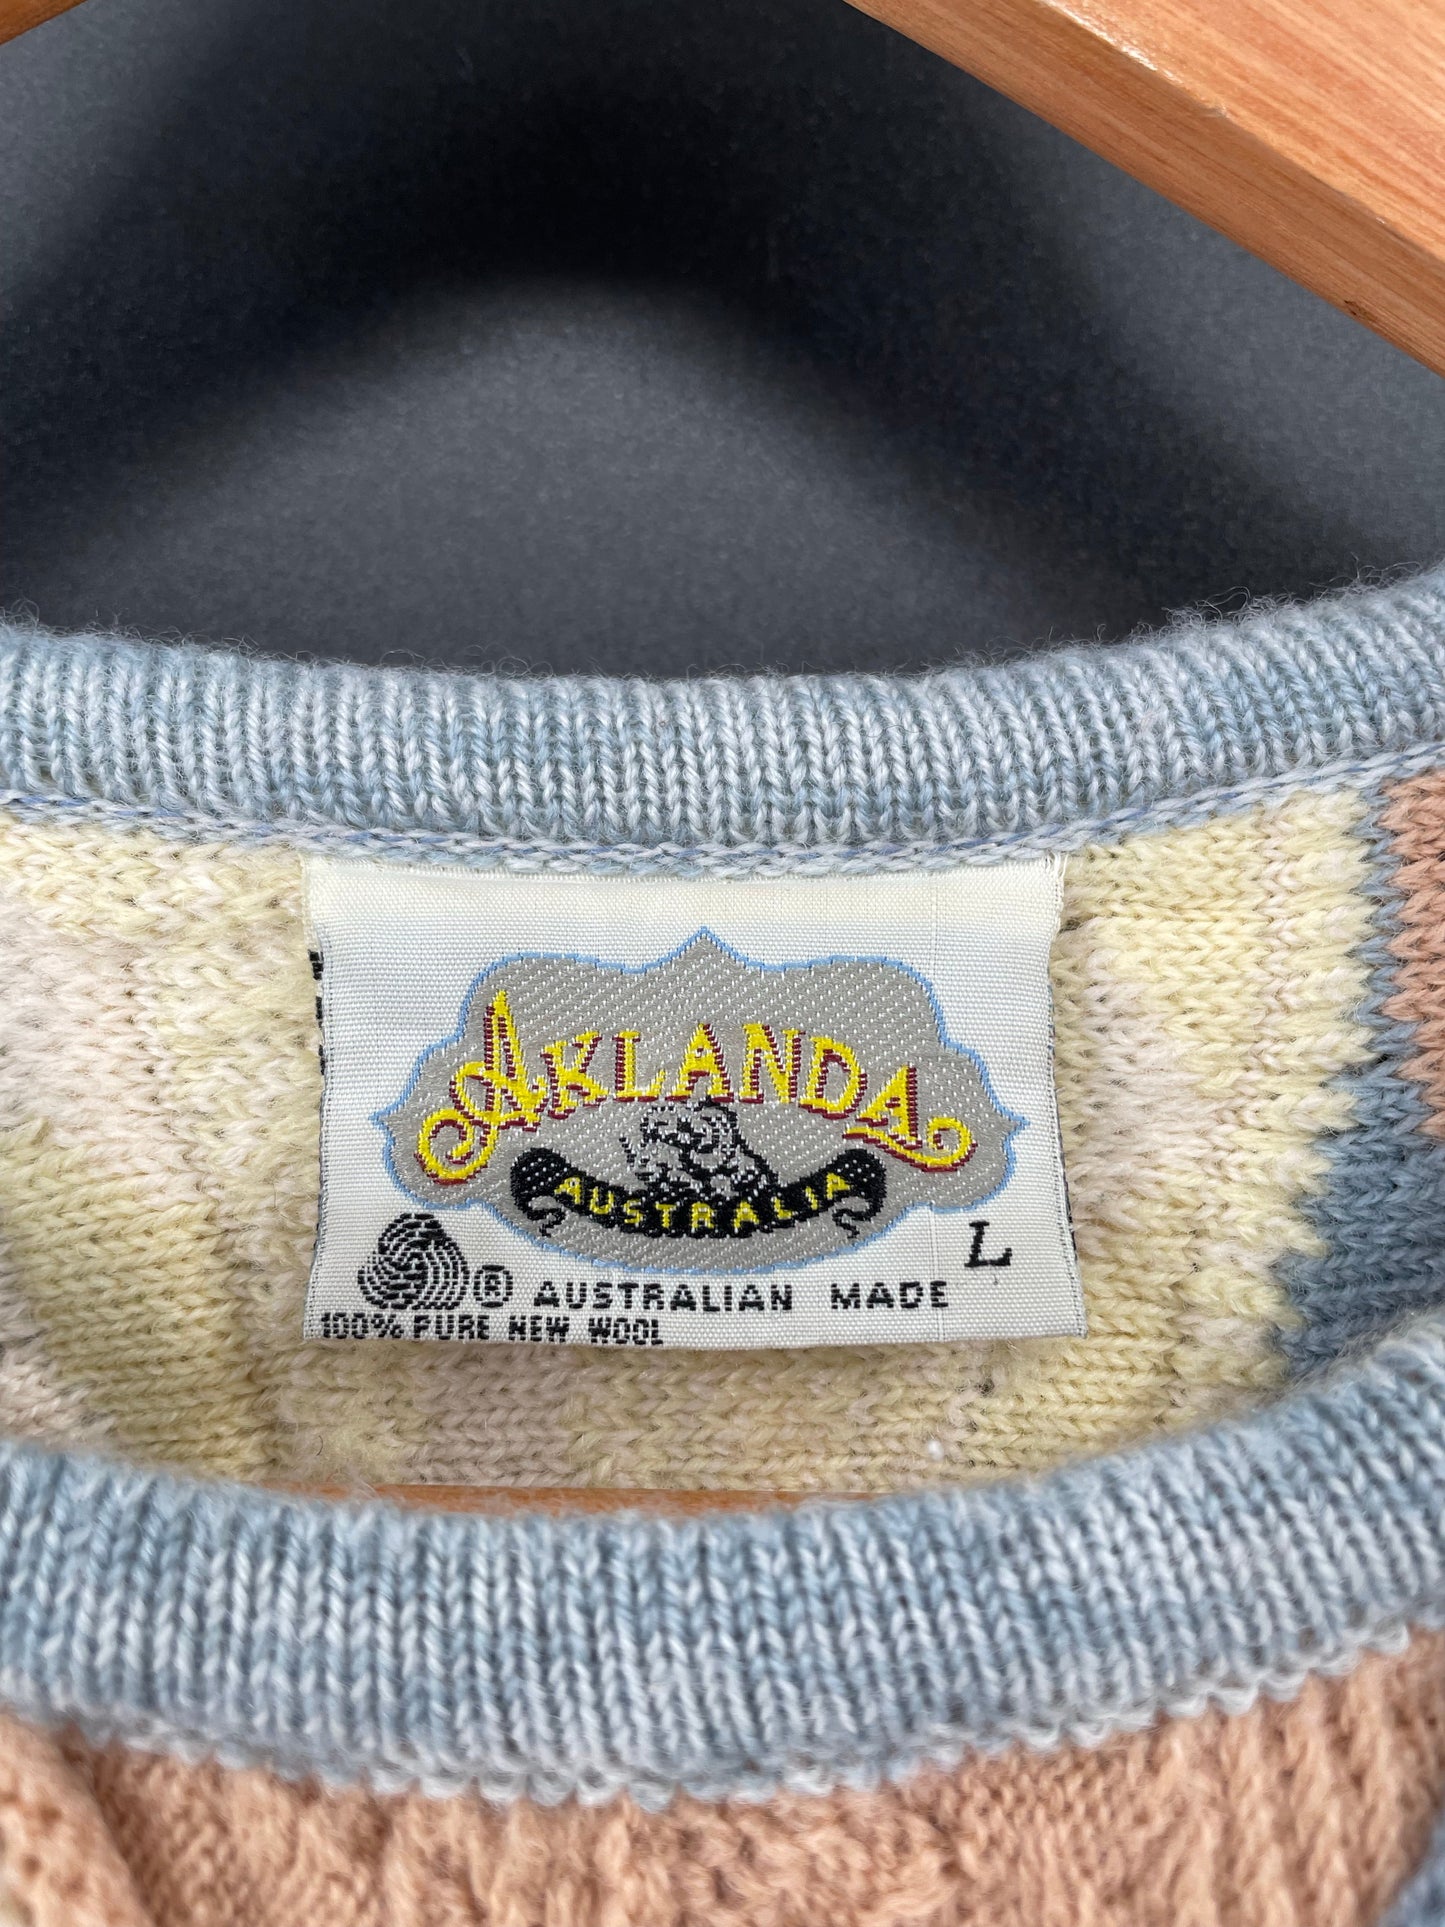 AKLANDA
AUSTRALIA
L
® AUSTRALIAN MADE
100% PURE NEW WOOL